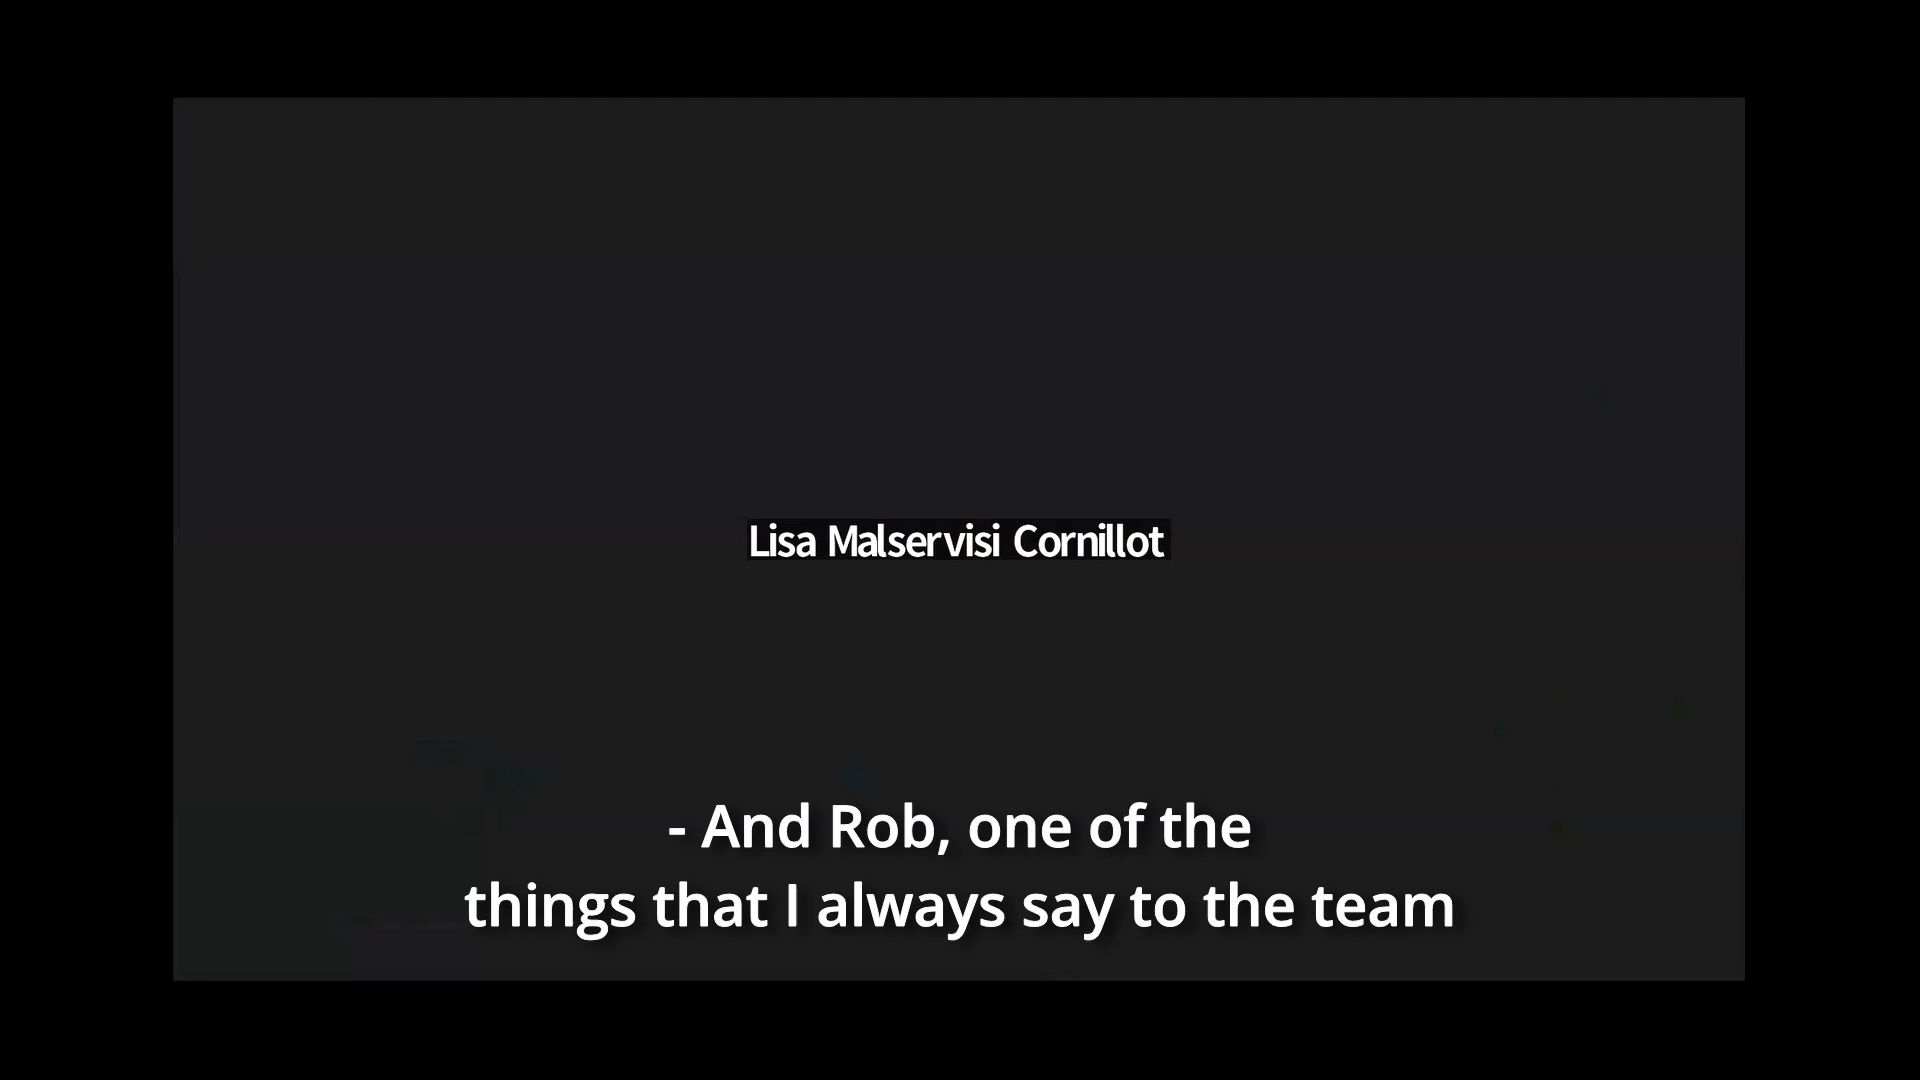 Lisa Malservisi Cornillot
- And Rob, one of the
things that I always say to the team